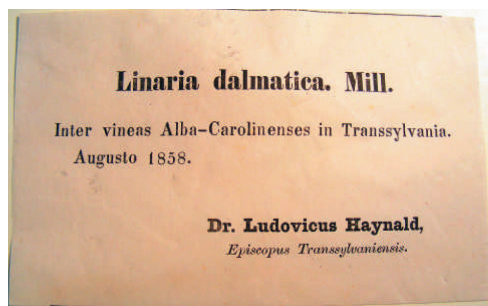 Linaria dalmatica. Mill.
Inter vineas Alba-Carolinenses in Transsylvania.
Augusto 1858.
Dr. Ludovicus Haynald,
Episcopus Transsylvaniensis.